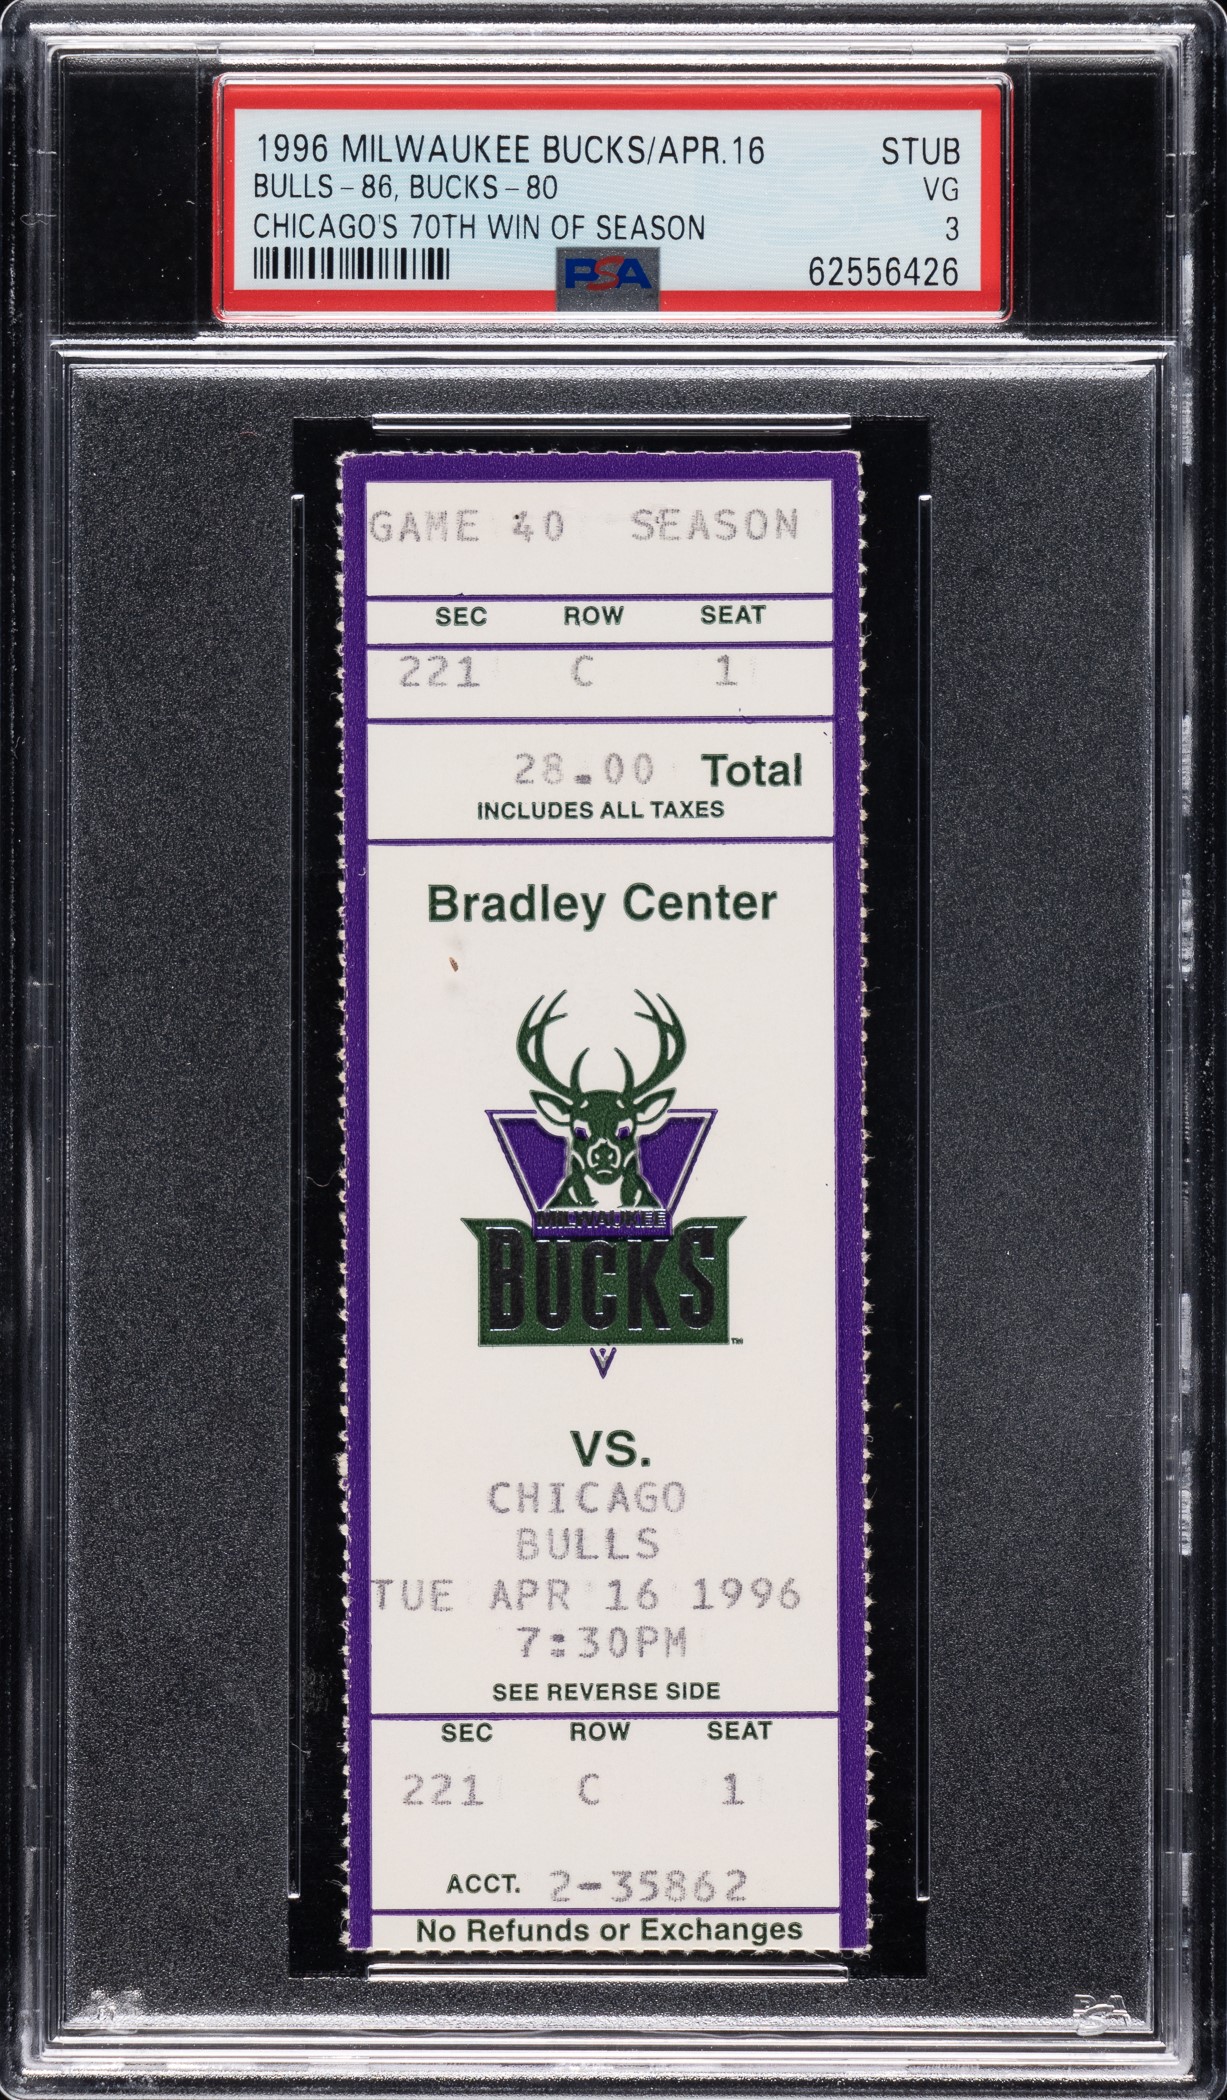 1996 MILWAUKEE BUCKS/APR.16 STUB
BULLS-86, BUCKS-80 VG
CHICAGO'S 70TH WIN OF SEASON 3
PSA 62556426
GAME 40 SEASON
SEC ROW SEAT
221 C 1
28.00 Total
INCLUDES ALL TAXES
Bradley Center
MILWAUKEE
BUCKS
TM
VS.
CHICAGO
BULLS
TUE APR 16 1996
7:30PM
SEE REVERSE SIDE
SEC ROW SEAT
221 C 1
ACCT. 2-35862
No Refunds or Exchanges
PSA